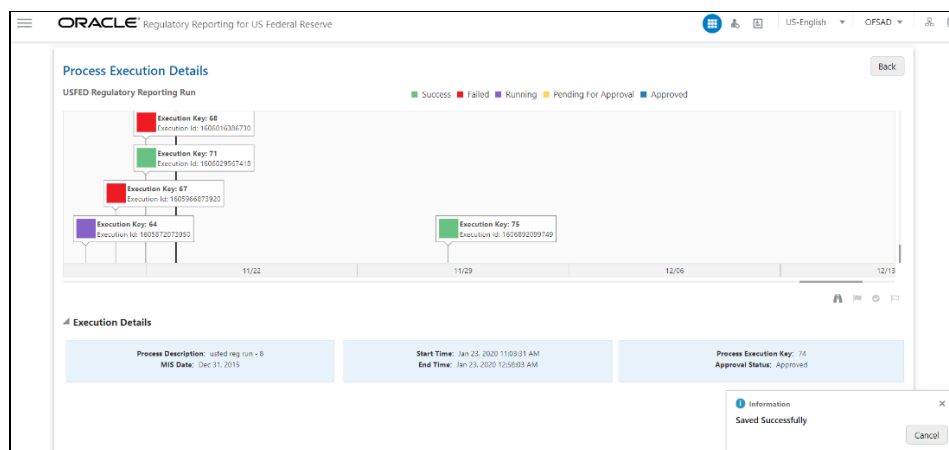 ORACLE® Regulatory Reporting for US Federal Reserve
US-English
OFSAD
Process Execution Details
Back
USFED Regulatory Reporting Run
Success Failed Running Pending For Approval Approved
Execution Key: 68
Execution Id: 1606016386730
Execution Key: 71
Execution Id: 1606029567418
Execution Key: 67
Execution Id: 1605966873920
Execution Key: 64
Execution Id: 1605872073950
Execution Key: 75
Execution Id: 1606892099749
11/22 11/29 12/06 12/13
Execution Details
Process Description: usfed reg run - 8
MIS Date: Dec 31, 2015
Start Time: Jan 23, 2020 11:03:31 AM
End Time: Jan 23, 2020 12:56:03 AM
Process Execution Key: 74
Approval Status: Approved
Information
Saved Successfully
Cancel